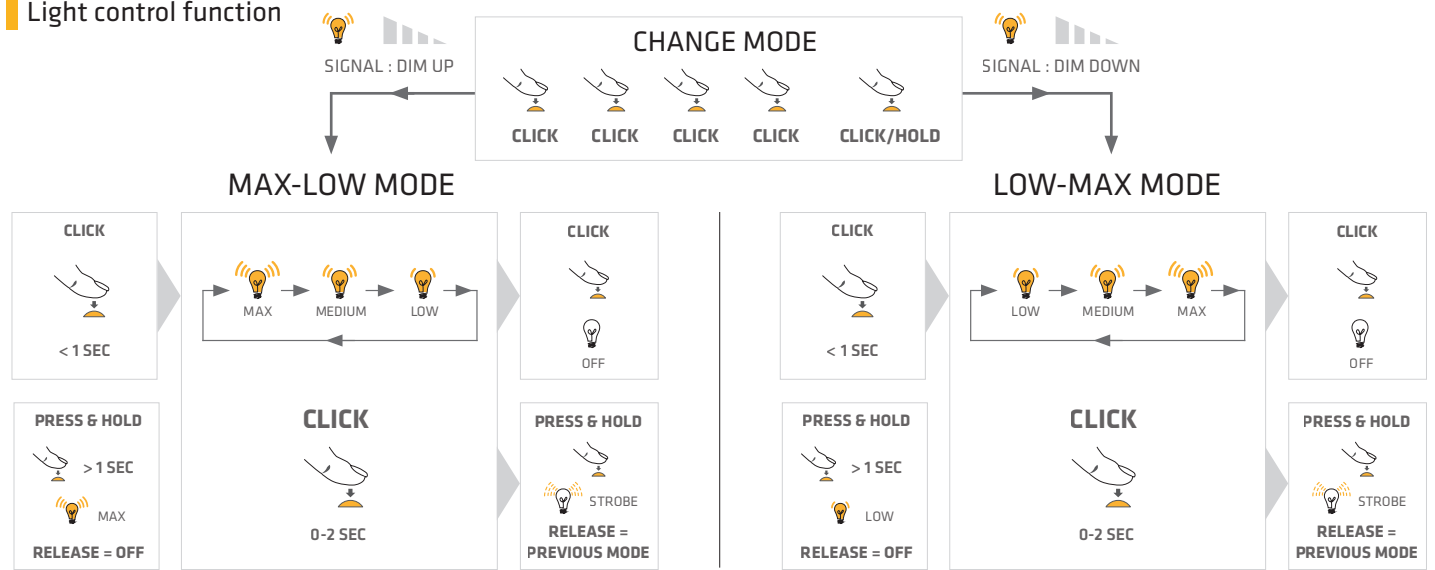 Light control function
SIGNAL : DIM UP
CHANGE MODE
CLICK CLICK CLICK CLICK CLICK/HOLD
SIGNAL : DIM DOWN
MAX-LOW MODE
CLICK
< 1 SEC
MAX MEDIUM LOW
CLICK
OFF
PRESS & HOLD
> 1 SEC
MAX
RELEASE = OFF
CLICK
0-2 SEC
PRESS & HOLD
STROBE
RELEASE =
PREVIOUS MODE
LOW-MAX MODE
CLICK
< 1 SEC
LOW MEDIUM MAX
CLICK
OFF
PRESS & HOLD
> 1 SEC
LOW
RELEASE = OFF
CLICK
0-2 SEC
PRESS & HOLD
STROBE
RELEASE =
PREVIOUS MODE